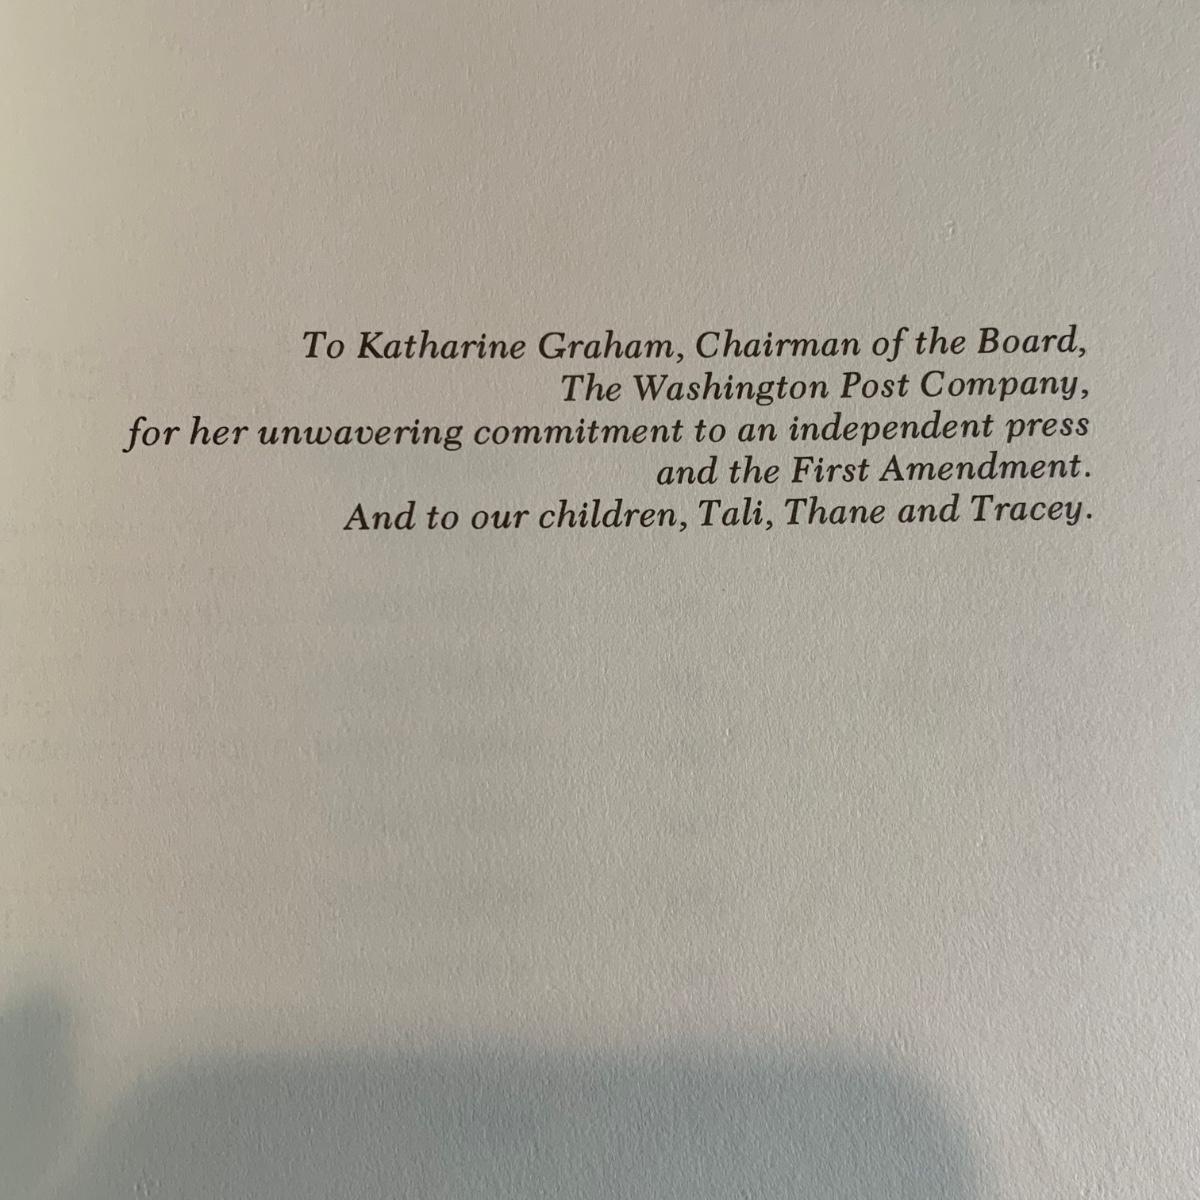 To Katharine Graham, Chairman of the Board,
The Washington Post Company,
for her unwavering commitment to an independent press
and the First Amendment.
And to our children, Tali, Thane and Tracey.